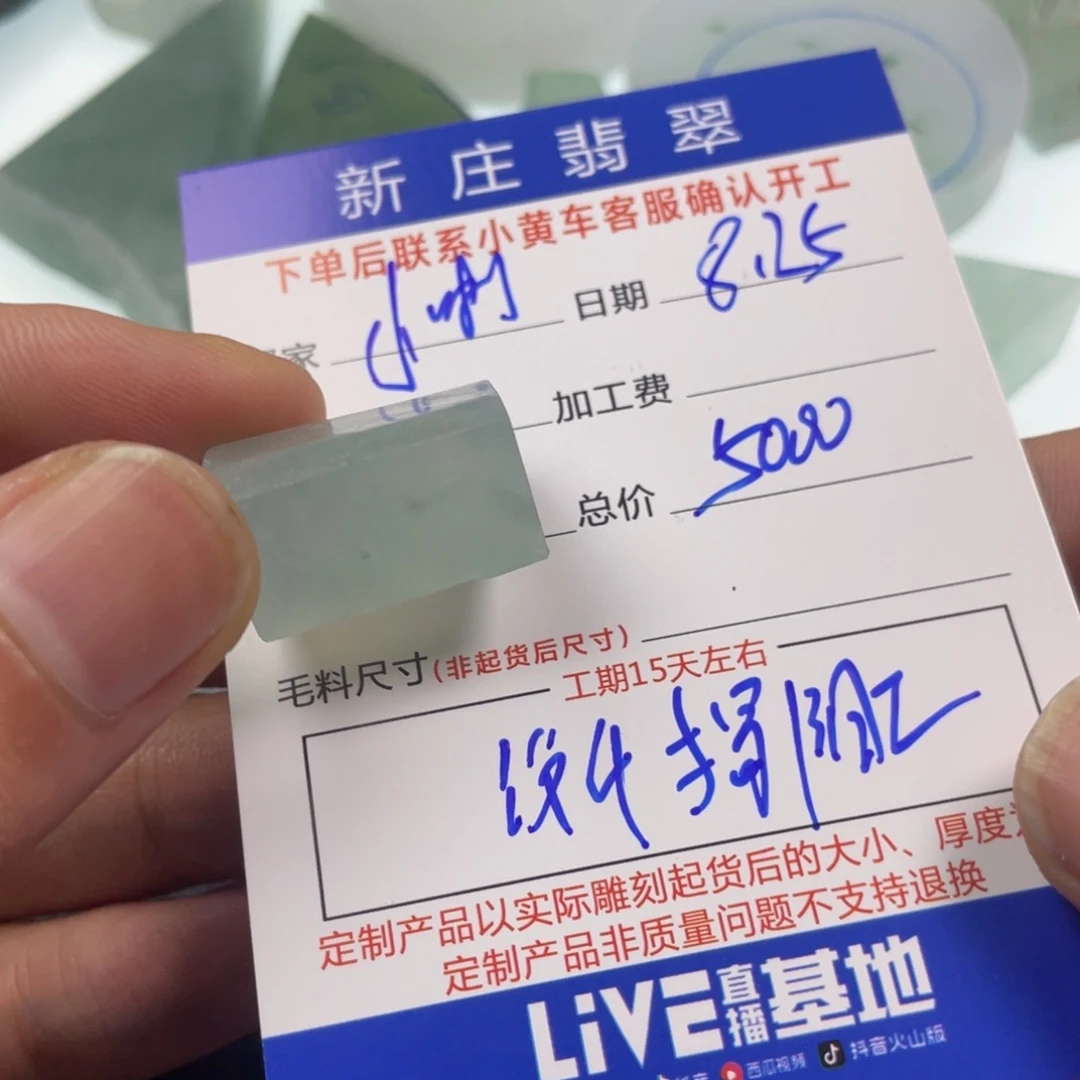 新庄翡翠
下单后联系小黄车客服确认开工
家 日期 8.25
加工费
总价 5000
毛料尺寸(非起货后尺寸)
工期15天左右
定制产品以实际雕刻起货后的大小、厚度
定制产品非质量问题不支持退换
LiVE直播基地
西瓜视频 抖音火山版